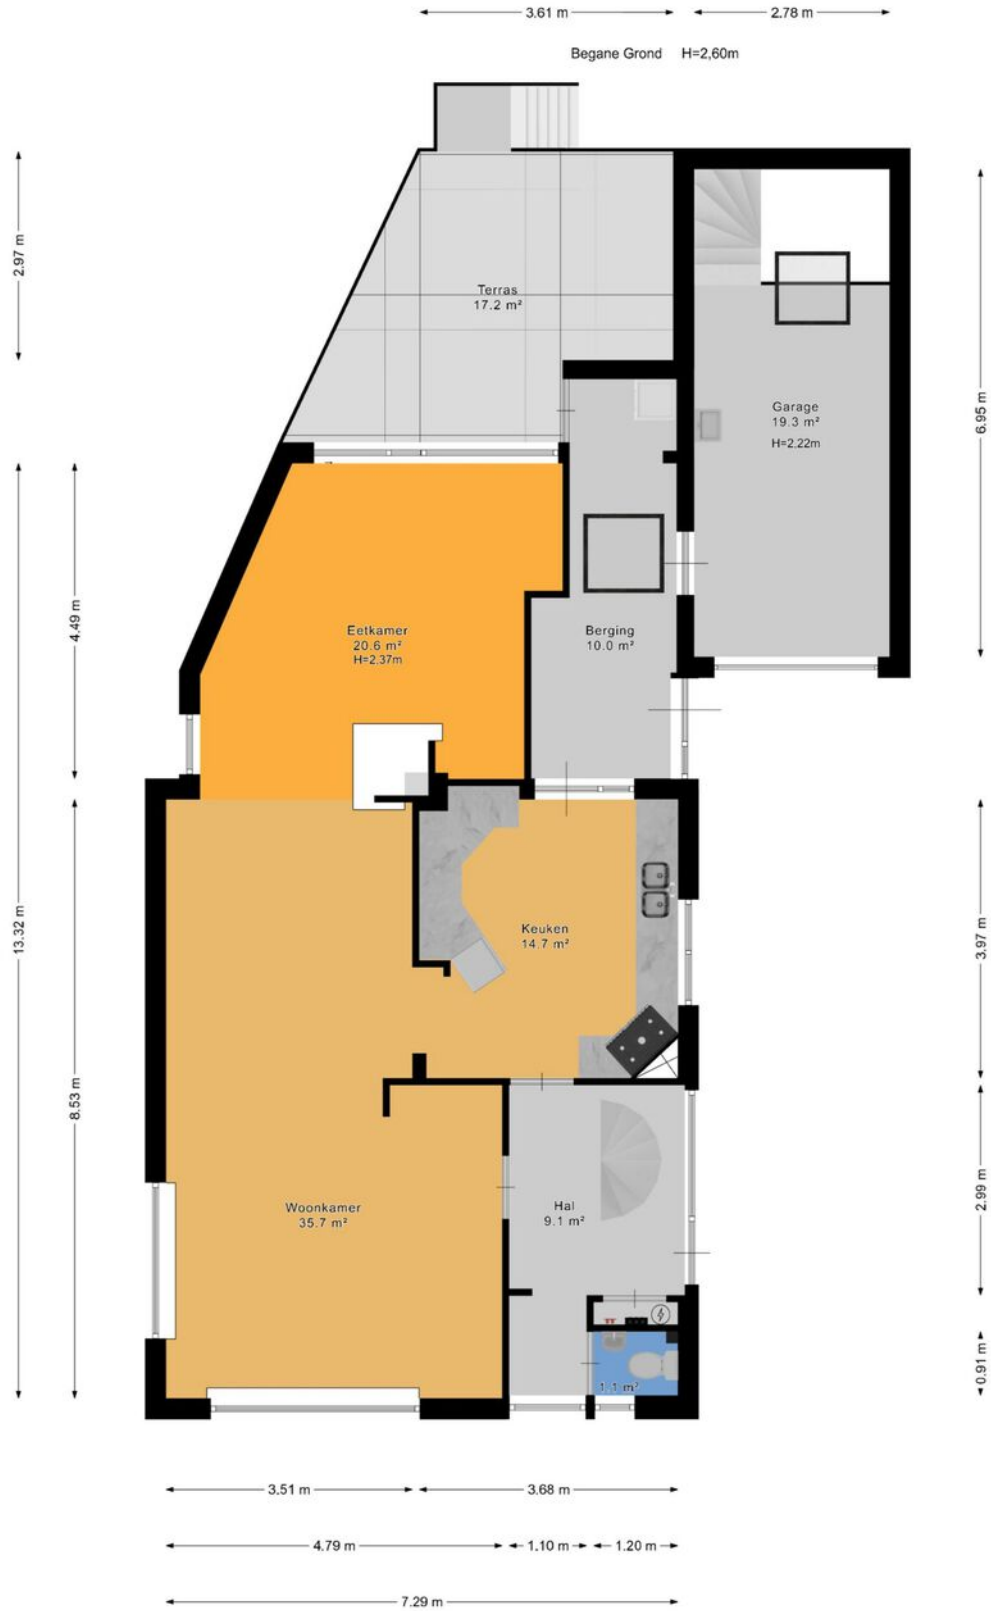 3.61 m
2.78 m
Begane Grond H=2,60m
2.97 m
6.95 m
Terras
17.2 m²
Garage
19.3 m²
H=2.22m
4.49 m
Eetkamer
20.6 m²
H=2.37m
Berging
10.0 m²
13.32 m
3.97 m
Keuken
14.7 m²
8.53 m
2.99 m
Woonkamer
35.7 m²
Hal
9.1 m²
0.91 m
1.1 m²
3.51 m
3.68 m
4.79 m
1.10 m
1.20 m
7.29 m